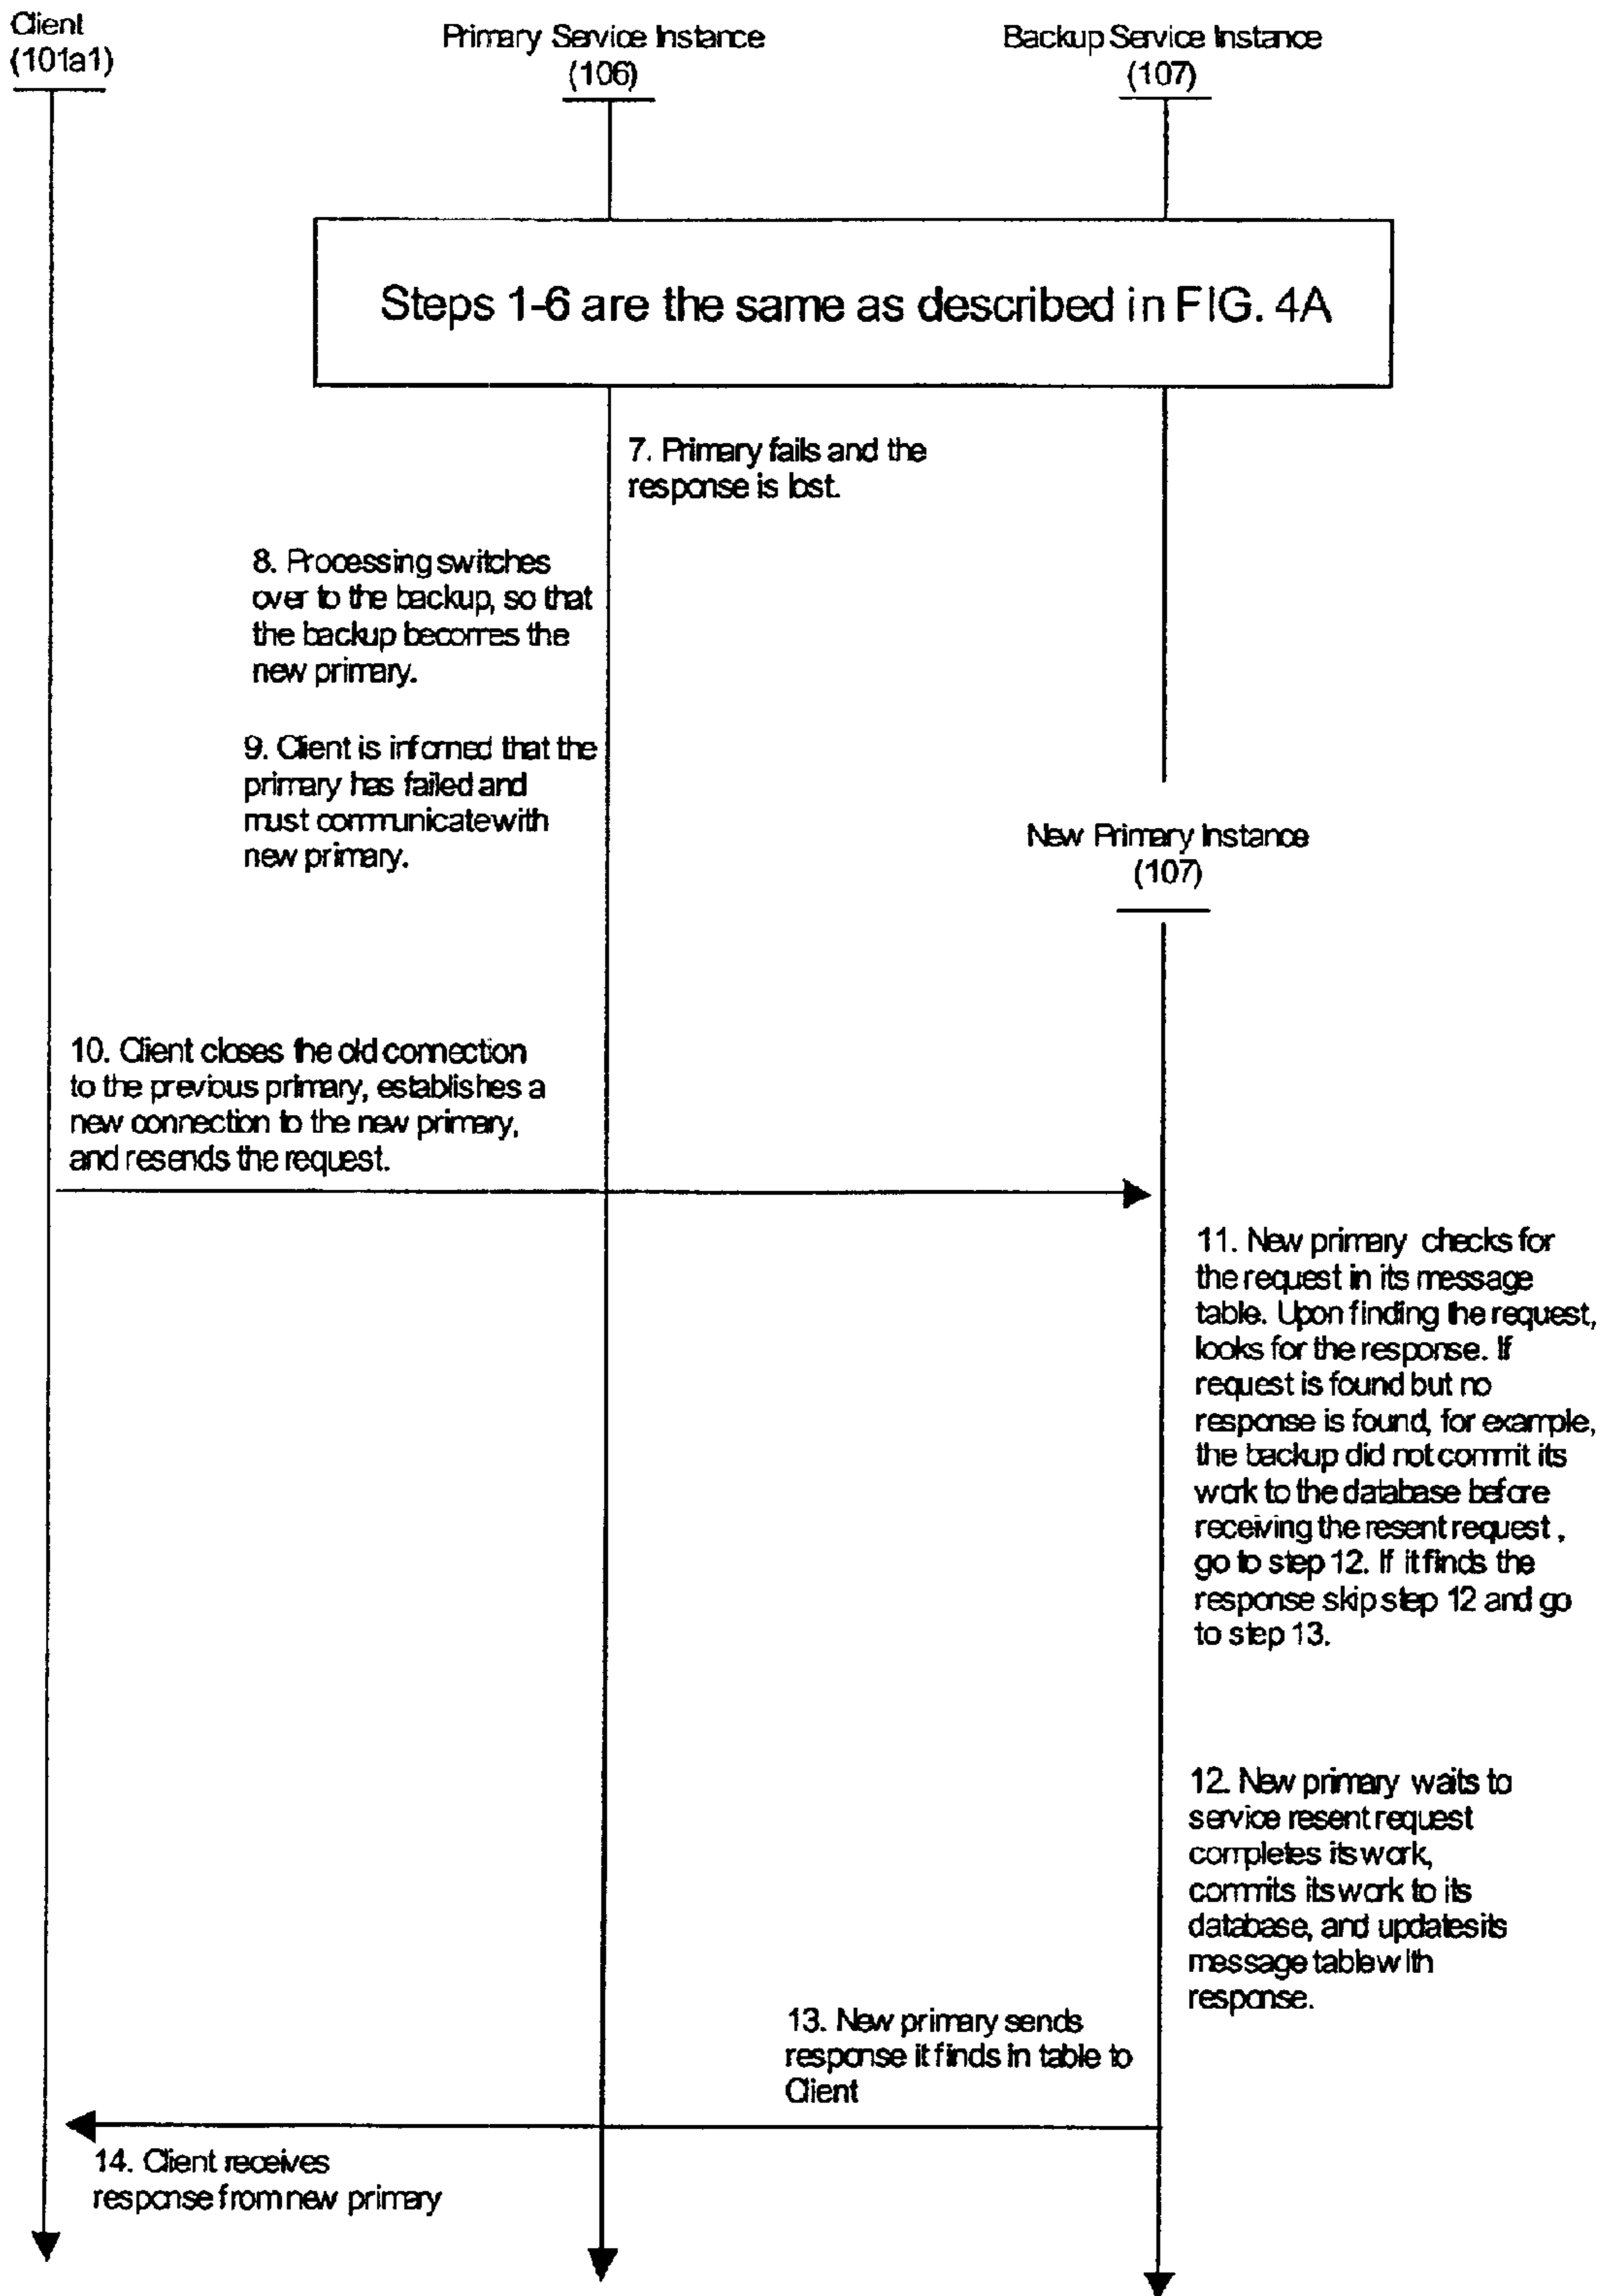 Client
(101a1)
Primary Service Instance
(106)
Backup Service Instance
(107)
Steps 1-6 are the same as described in FIG. 4A
7. Primary fails and the
response is lost.
8. Processing switches
over to the backup, so that
the backup becomes the
new primary.
9. Client is informed that the
primary has failed and
must communicate with
new primary.
New Primary Instance
(107)
10. Client closes the old connection
to the previous primary, establishes a
new connection to the new primary,
and resends the request.
11. New primary checks for
the request in its message
table. Upon finding the request,
looks for the response. If
request is found but no
response is found, for example,
the backup did not commit its
work to the database before
receiving the resent request,
go to step 12. If it finds the
response skip step 12 and go
to step 13.
12. New primary waits to
service resent request
completes its work,
commits its work to its
database, and updates its
message table with
response.
13. New primary sends
response it finds in table to
Client
14. Client receives
response from new primary